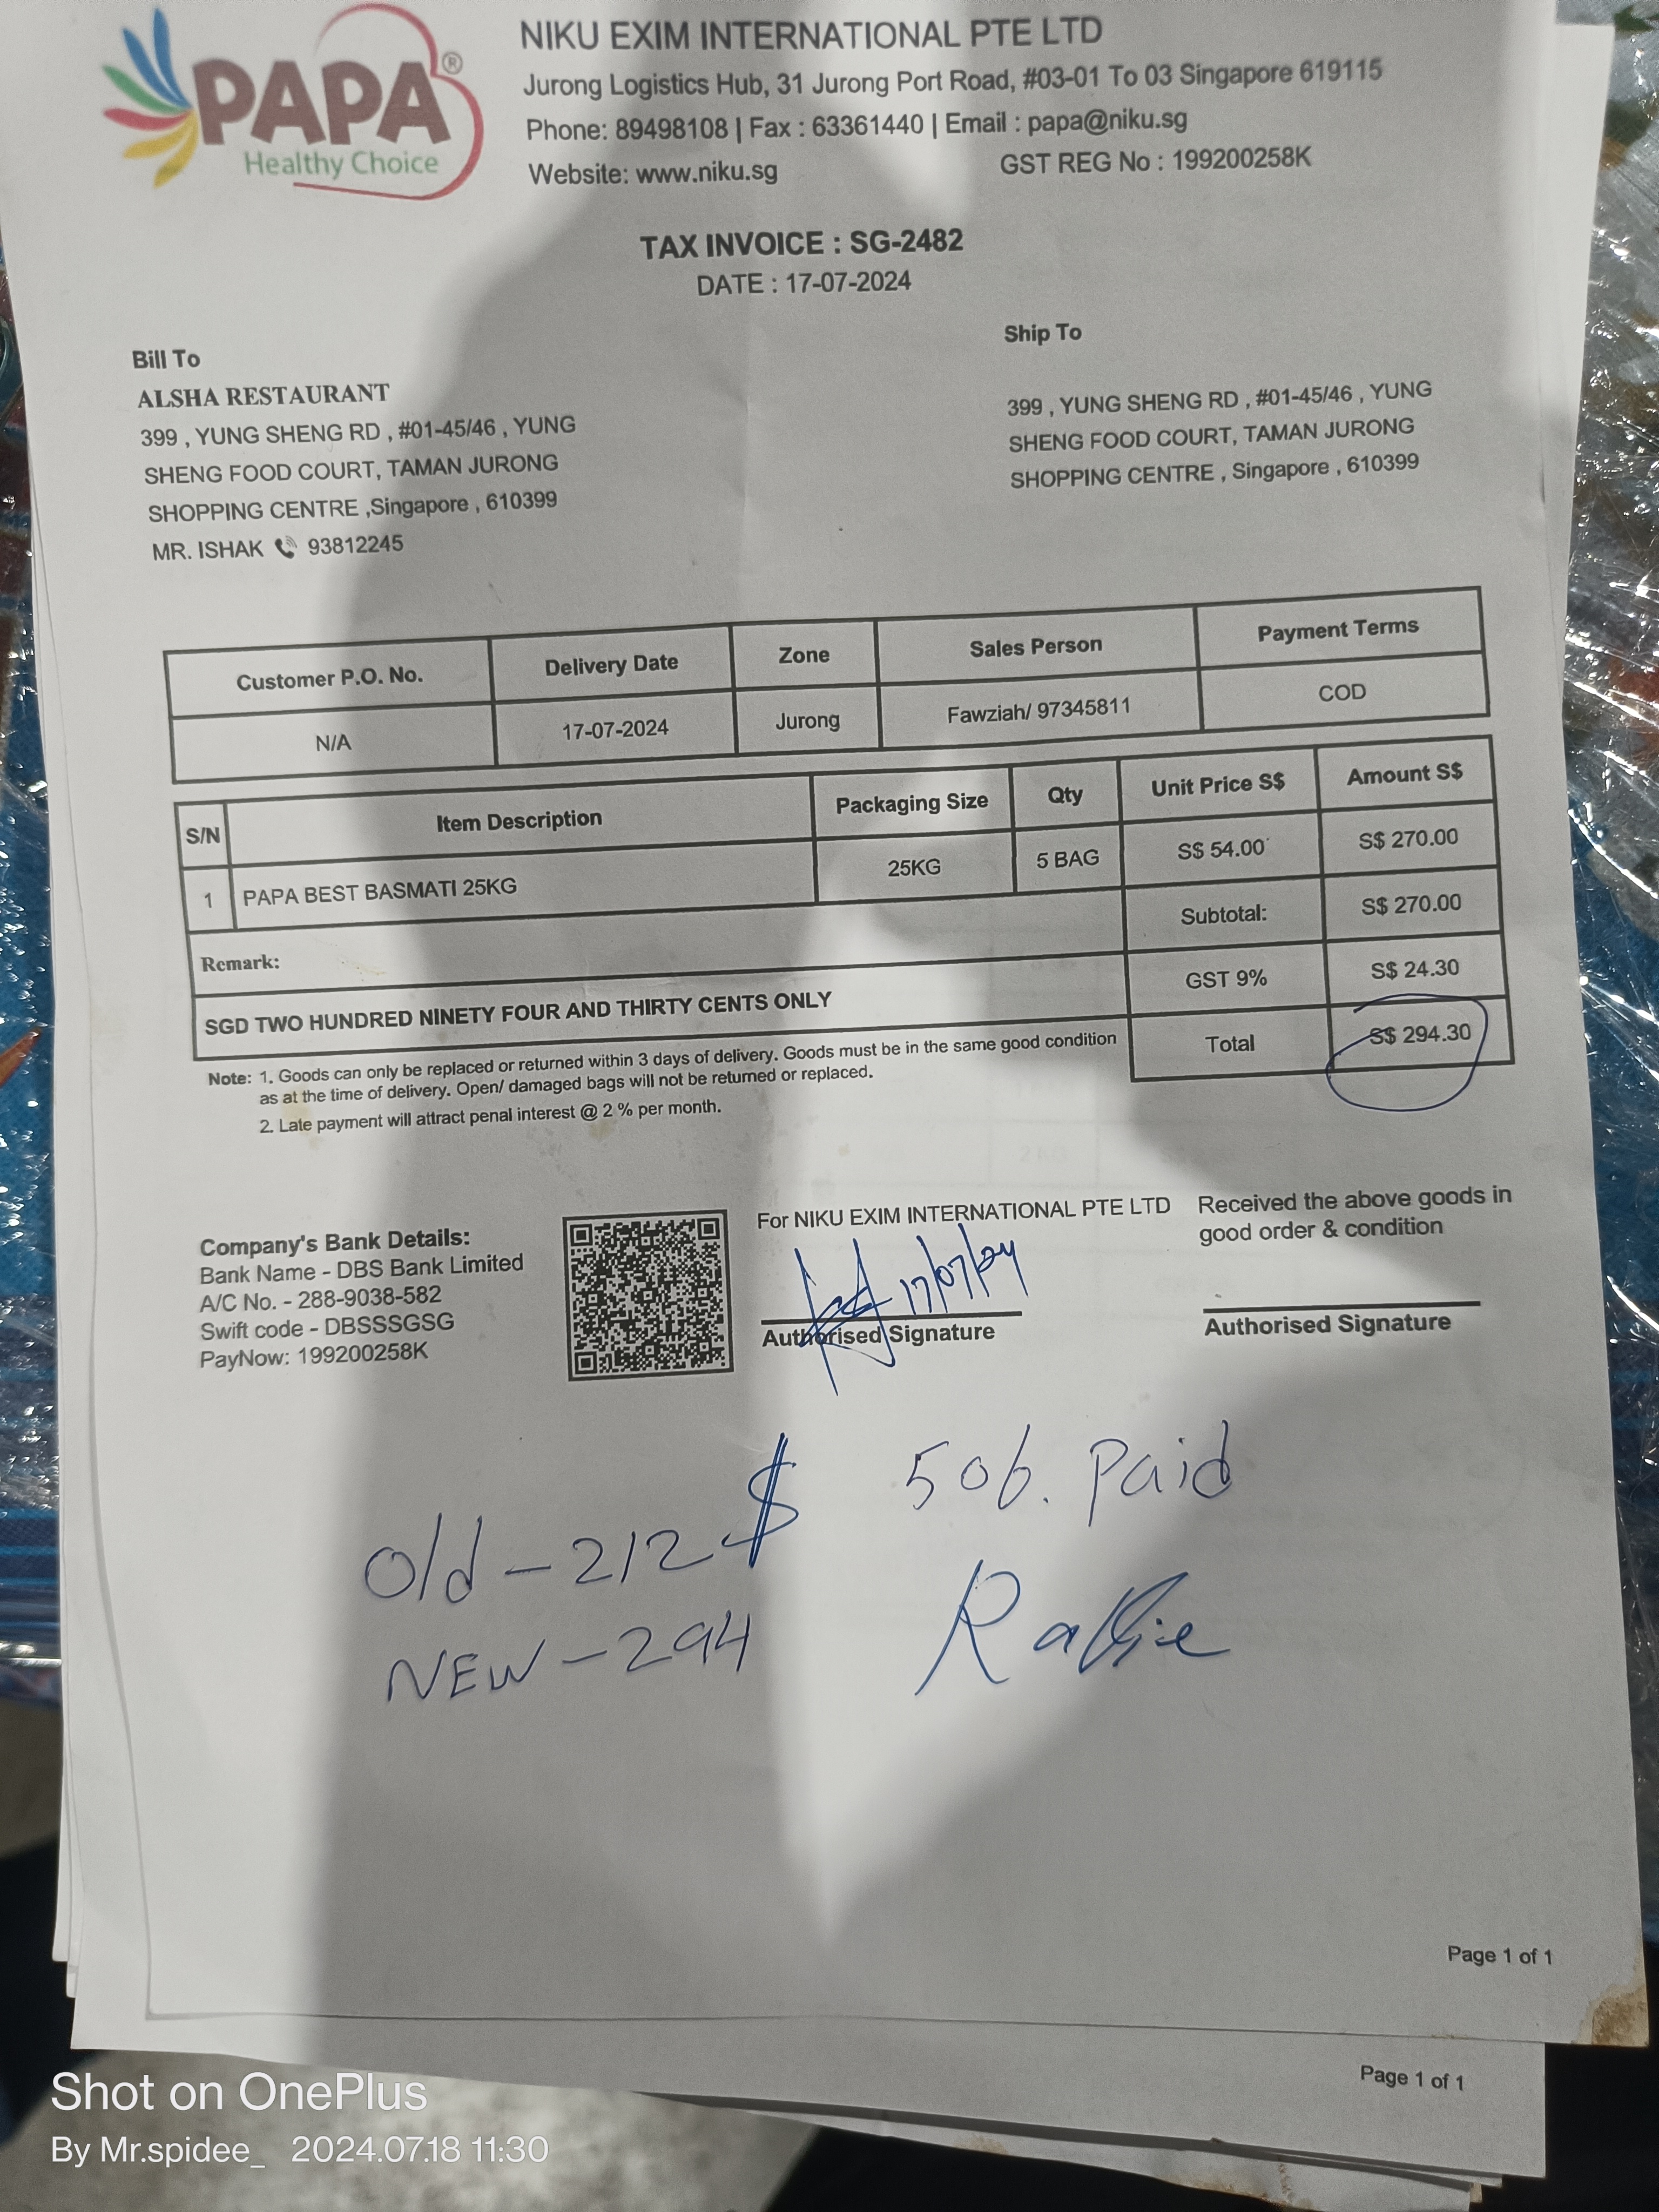 PAPA®
Healthy Choice
NIKU EXIM INTERNATIONAL PTE LTD
Jurong Logistics Hub, 31 Jurong Port Road, #03-01 To 03 Singapore 619115
Phone: 89498108 | Fax : 63361440 | Email : papa@niku.sg
Website: www.niku.sg GST REG No : 199200258K
TAX INVOICE : SG-2482
DATE : 17-07-2024
Bill To
ALSHA RESTAURANT
399 , YUNG SHENG RD , #01-45/46 , YUNG
SHENG FOOD COURT, TAMAN JURONG
SHOPPING CENTRE ,Singapore , 610399
MR. ISHAK 93812245
Ship To
399 , YUNG SHENG RD , #01-45/46 , YUNG
SHENG FOOD COURT, TAMAN JURONG
SHOPPING CENTRE , Singapore , 610399
Customer P.O. No. Delivery Date Zone Sales Person Payment Terms
N/A 17-07-2024 Jurong Fawziah/ 97345811 COD
S/N Item Description Packaging Size Qty Unit Price S$ Amount S$
1 PAPA BEST BASMATI 25KG 25KG 5 BAG S$ 54.00 S$ 270.00
Remark: Subtotal: S$ 270.00
GST 9% S$ 24.30
SGD TWO HUNDRED NINETY FOUR AND THIRTY CENTS ONLY
Total S$ 294.30
Note: 1. Goods can only be replaced or returned within 3 days of delivery. Goods must be in the same good condition
as at the time of delivery. Open/ damaged bags will not be returned or replaced.
2. Late payment will attract penal interest @ 2 % per month.
Company's Bank Details:
Bank Name - DBS Bank Limited
A/C No. - 288-9038-582
Swift code - DBSSSGSG
PayNow: 199200258K
For NIKU EXIM INTERNATIONAL PTE LTD
17/07/24
Authorised Signature
Received the above goods in
good order & condition
Authorised Signature
Old - 212 $
NEW - 294
506. Paid
Page 1 of 1
Page 1 of 1
Shot on OnePlus
By Mr.spidee_ 2024.07.18 11:30